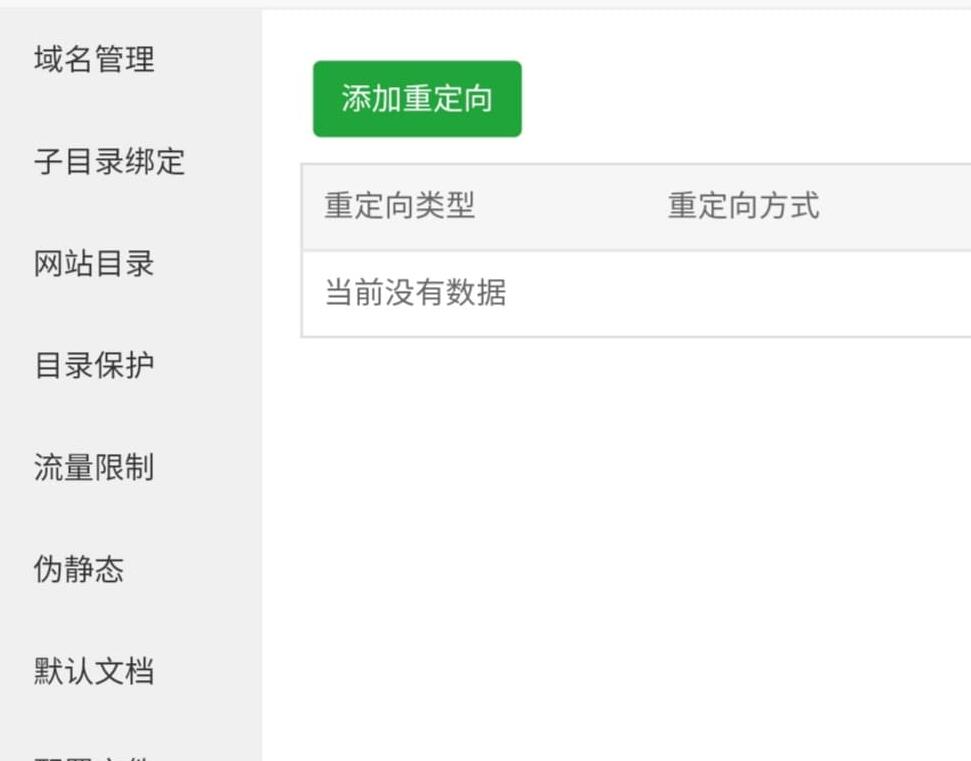 域名管理
子目录绑定
网站目录
目录保护
流量限制
伪静态
默认文档
添加重定向
重定向类型 重定向方式
当前没有数据